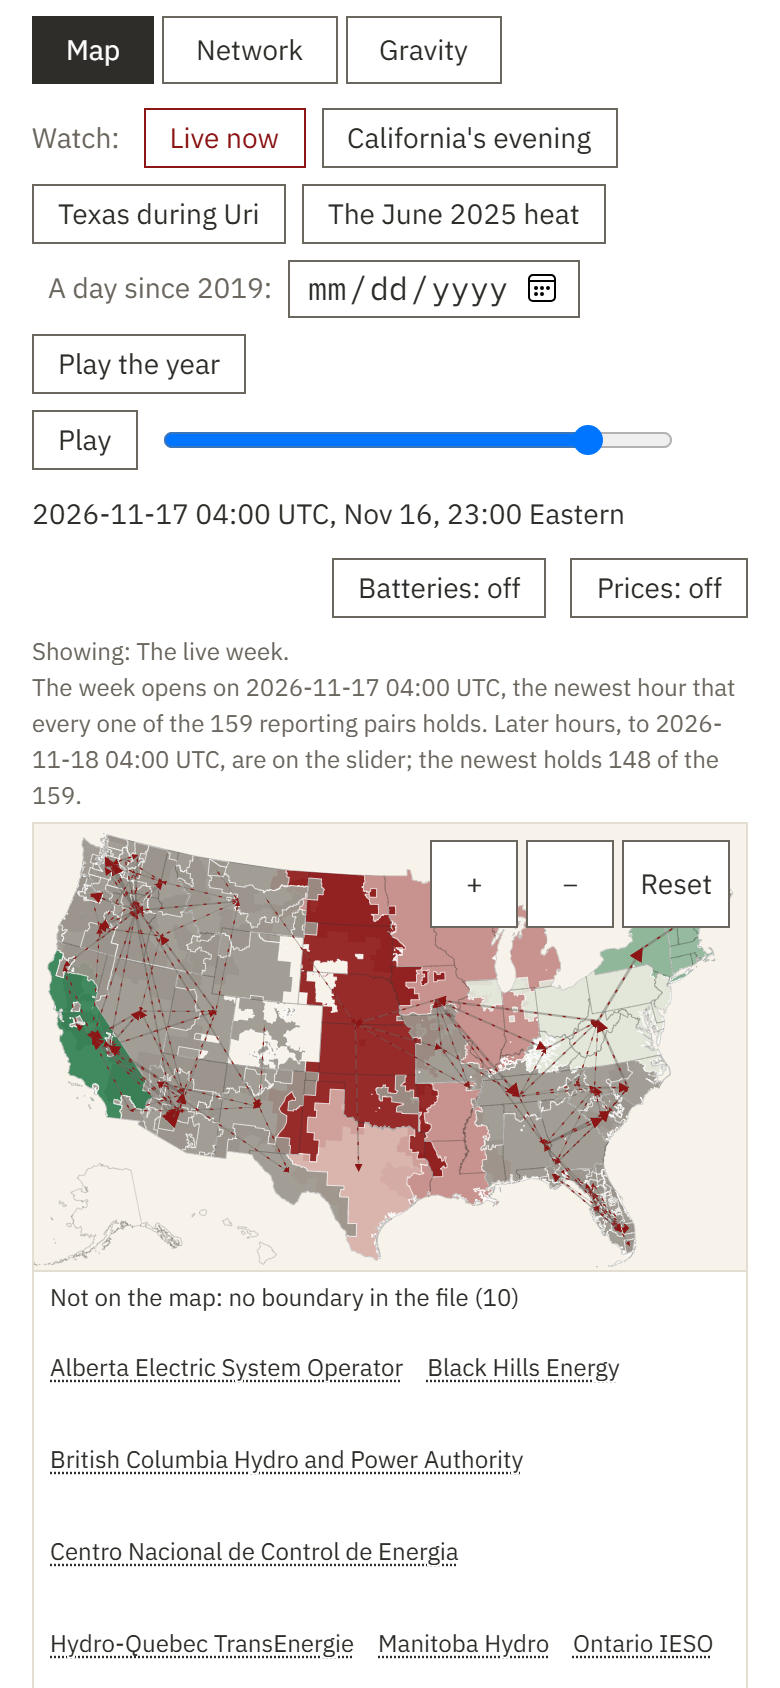 Map Network Gravity
Watch: Live now California's evening
Texas during Uri The June 2025 heat
A day since 2019: mm/dd/yyyy
Play the year
Play
2026-11-17 04:00 UTC, Nov 16, 23:00 Eastern
Batteries: off Prices: off
Showing: The live week.
The week opens on 2026-11-17 04:00 UTC, the newest hour that
every one of the 159 reporting pairs holds. Later hours, to 2026-
11-18 04:00 UTC, are on the slider; the newest holds 148 of the
159.
+ − Reset
Not on the map: no boundary in the file (10)
Alberta Electric System Operator Black Hills Energy
British Columbia Hydro and Power Authority
Centro Nacional de Control de Energia
Hydro-Quebec TransEnergie Manitoba Hydro Ontario IESO